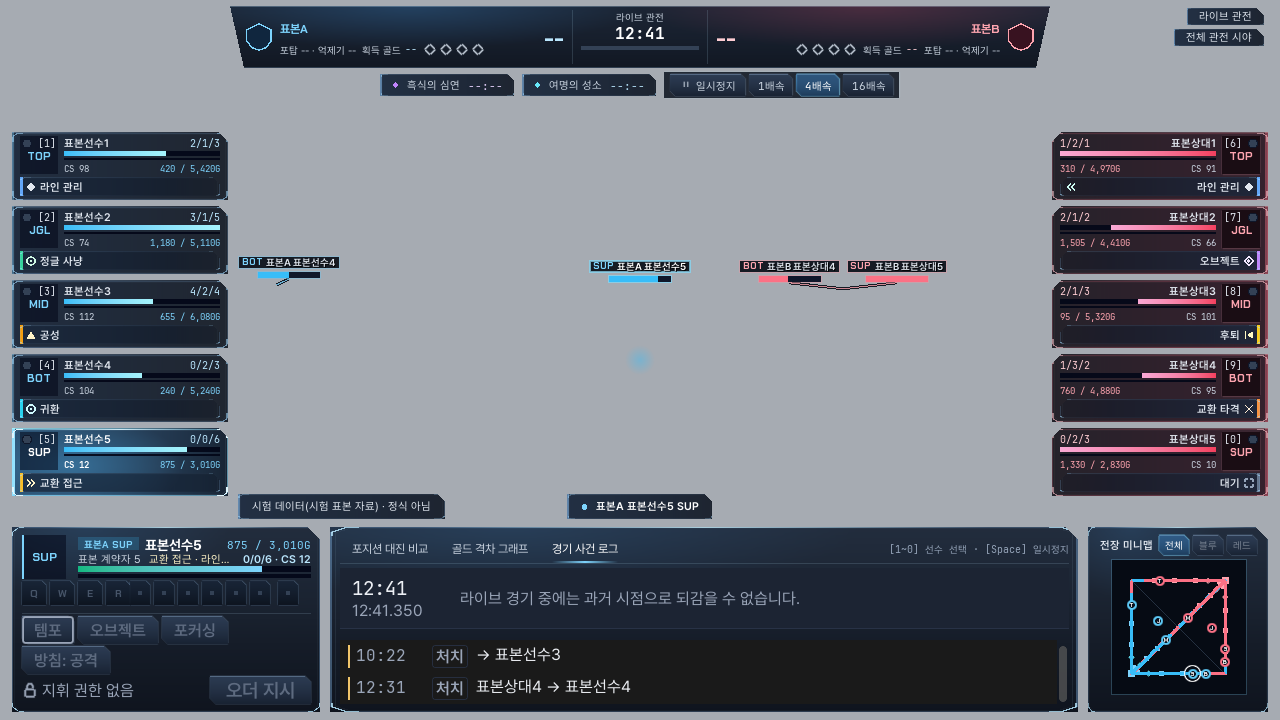 표본A
포탑 -- · 억제기 -- 획득 골드 --
--
라이브 관전
12:41
--
표본B
획득 골드 -- 포탑 -- · 억제기 --
라이브 관전
전체 관전 시야
흑식의 심연 --:--
여명의 성소 --:--
일시정지
1배속
4배속
16배속
[1] 표본선수1 2/1/3
TOP
CS 98 420 / 5,420G
라인 관리
[2] 표본선수2 3/1/5
JGL
CS 74 1,180 / 5,110G
정글 사냥
[3] 표본선수3 4/2/4
MID
CS 112 655 / 6,080G
공성
[4] 표본선수4 0/2/3
BOT
CS 104 240 / 5,240G
귀환
[5] 표본선수5 0/0/6
SUP
CS 12 875 / 3,010G
교환 접근
BOT 표본A 표본선수4
SUP 표본A 표본선수5
BOT 표본B 표본상대4
SUP 표본B 표본상대5
1/2/1 표본상대1 [6]
TOP
310 / 4,970G CS 91
라인 관리
2/1/2 표본상대2 [7]
JGL
1,505 / 4,410G CS 66
오브젝트
2/1/3 표본상대3 [8]
MID
95 / 5,320G CS 101
후퇴
1/3/2 표본상대4 [9]
BOT
760 / 4,880G CS 95
교환 타격
0/2/3 표본상대5 [0]
SUP
1,330 / 2,830G CS 10
대기
시험 데이터(시험 표본 자료) · 정식 아님
표본A 표본선수5 SUP
SUP
표본A SUP 표본선수5 875 / 3,010G
표본 계약자 5 교환 접근 · 라인... 0/0/6 · CS 12
Q W E R
템포
오브젝트
포커싱
방침: 공격
지휘 권한 없음
오더 지시
포지션 대진 비교
골드 격차 그래프
경기 사건 로그
[1~0] 선수 선택 · [Space] 일시정지
12:41
12:41.350
라이브 경기 중에는 과거 시점으로 되감을 수 없습니다.
10:22 처치 → 표본선수3
12:31 처치 표본상대4 → 표본선수4
전장 미니맵
전체
블루
레드